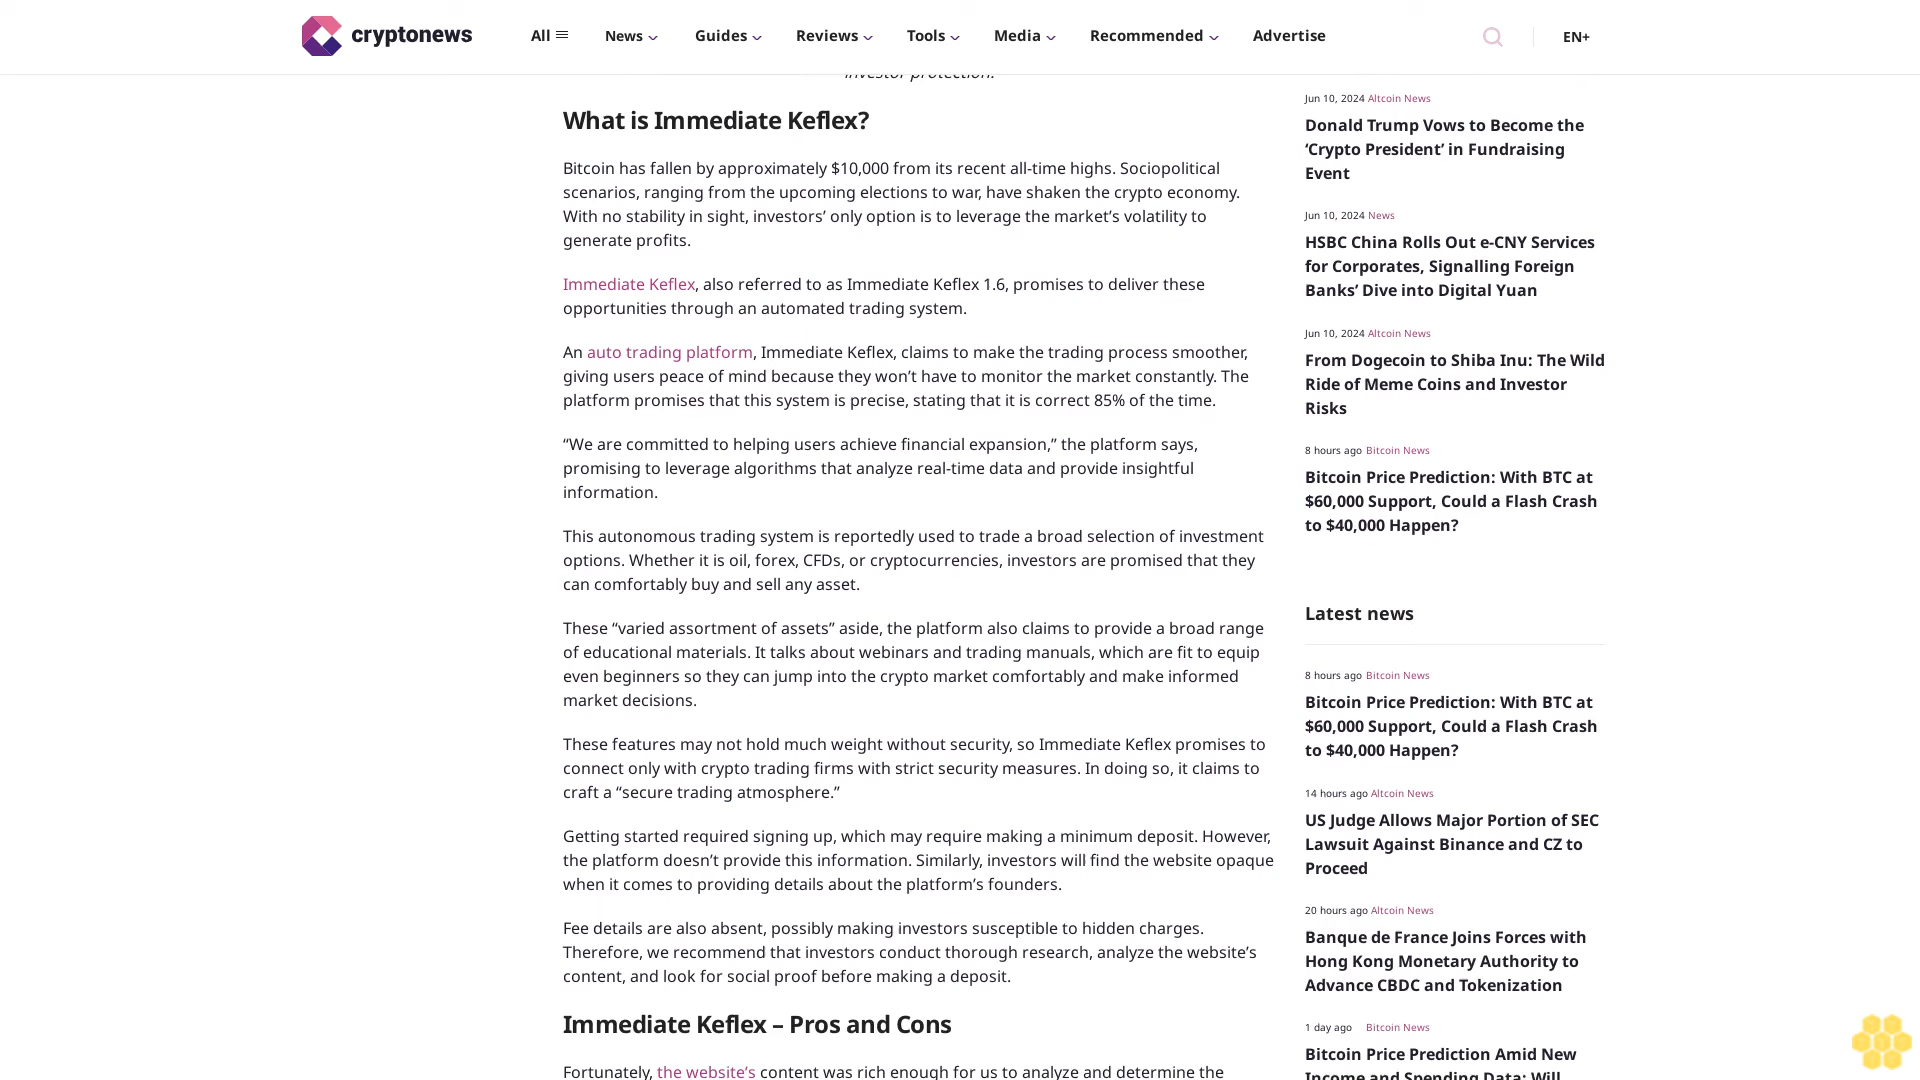 cryptonews
All
News
Guides
Reviews
Tools
Media
Recommended
Advertise
EN+
investor protection.
What is Immediate Keflex?
Bitcoin has fallen by approximately $10,000 from its recent all-time highs. Sociopolitical
scenarios, ranging from the upcoming elections to war, have shaken the crypto economy.
With no stability in sight, investors’ only option is to leverage the market’s volatility to
generate profits.
Immediate Keflex, also referred to as Immediate Keflex 1.6, promises to deliver these
opportunities through an automated trading system.
An auto trading platform, Immediate Keflex, claims to make the trading process smoother,
giving users peace of mind because they won’t have to monitor the market constantly. The
platform promises that this system is precise, stating that it is correct 85% of the time.
“We are committed to helping users achieve financial expansion,” the platform says,
promising to leverage algorithms that analyze real-time data and provide insightful
information.
This autonomous trading system is reportedly used to trade a broad selection of investment
options. Whether it is oil, forex, CFDs, or cryptocurrencies, investors are promised that they
can comfortably buy and sell any asset.
These “varied assortment of assets” aside, the platform also claims to provide a broad range
of educational materials. It talks about webinars and trading manuals, which are fit to equip
even beginners so they can jump into the crypto market comfortably and make informed
market decisions.
These features may not hold much weight without security, so Immediate Keflex promises to
connect only with crypto trading firms with strict security measures. In doing so, it claims to
craft a “secure trading atmosphere.”
Getting started required signing up, which may require making a minimum deposit. However,
the platform doesn’t provide this information. Similarly, investors will find the website opaque
when it comes to providing details about the platform’s founders.
Fee details are also absent, possibly making investors susceptible to hidden charges.
Therefore, we recommend that investors conduct thorough research, analyze the website’s
content, and look for social proof before making a deposit.
Immediate Keflex – Pros and Cons
Fortunately, the website’s content was rich enough for us to analyze and determine the
Jun 10, 2024 Altcoin News
Donald Trump Vows to Become the
‘Crypto President’ in Fundraising
Event
Jun 10, 2024 News
HSBC China Rolls Out e-CNY Services
for Corporates, Signalling Foreign
Banks’ Dive into Digital Yuan
Jun 10, 2024 Altcoin News
From Dogecoin to Shiba Inu: The Wild
Ride of Meme Coins and Investor
Risks
8 hours ago Bitcoin News
Bitcoin Price Prediction: With BTC at
$60,000 Support, Could a Flash Crash
to $40,000 Happen?
Latest news
8 hours ago Bitcoin News
Bitcoin Price Prediction: With BTC at
$60,000 Support, Could a Flash Crash
to $40,000 Happen?
14 hours ago Altcoin News
US Judge Allows Major Portion of SEC
Lawsuit Against Binance and CZ to
Proceed
20 hours ago Altcoin News
Banque de France Joins Forces with
Hong Kong Monetary Authority to
Advance CBDC and Tokenization
1 day ago Bitcoin News
Bitcoin Price Prediction Amid New
Income and Spending Data: Will